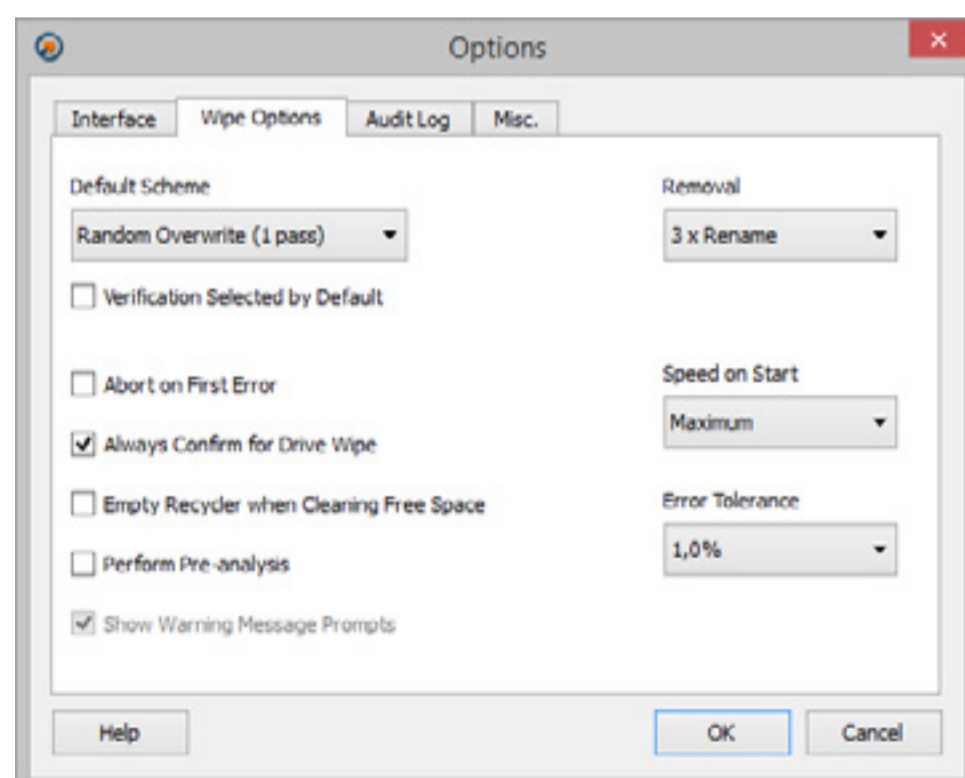 Options
Interface Wipe Options Audit Log Misc.
Default Scheme Removal
Random Overwrite (1 pass) 3 x Rename
Verification Selected by Default
Abort on First Error Speed on Start
Maximum
Always Confirm for Drive Wipe
Empty Recycler when Cleaning Free Space Error Tolerance
1,0%
Perform Pre-analysis
Show Warning Message Prompts
Help OK Cancel